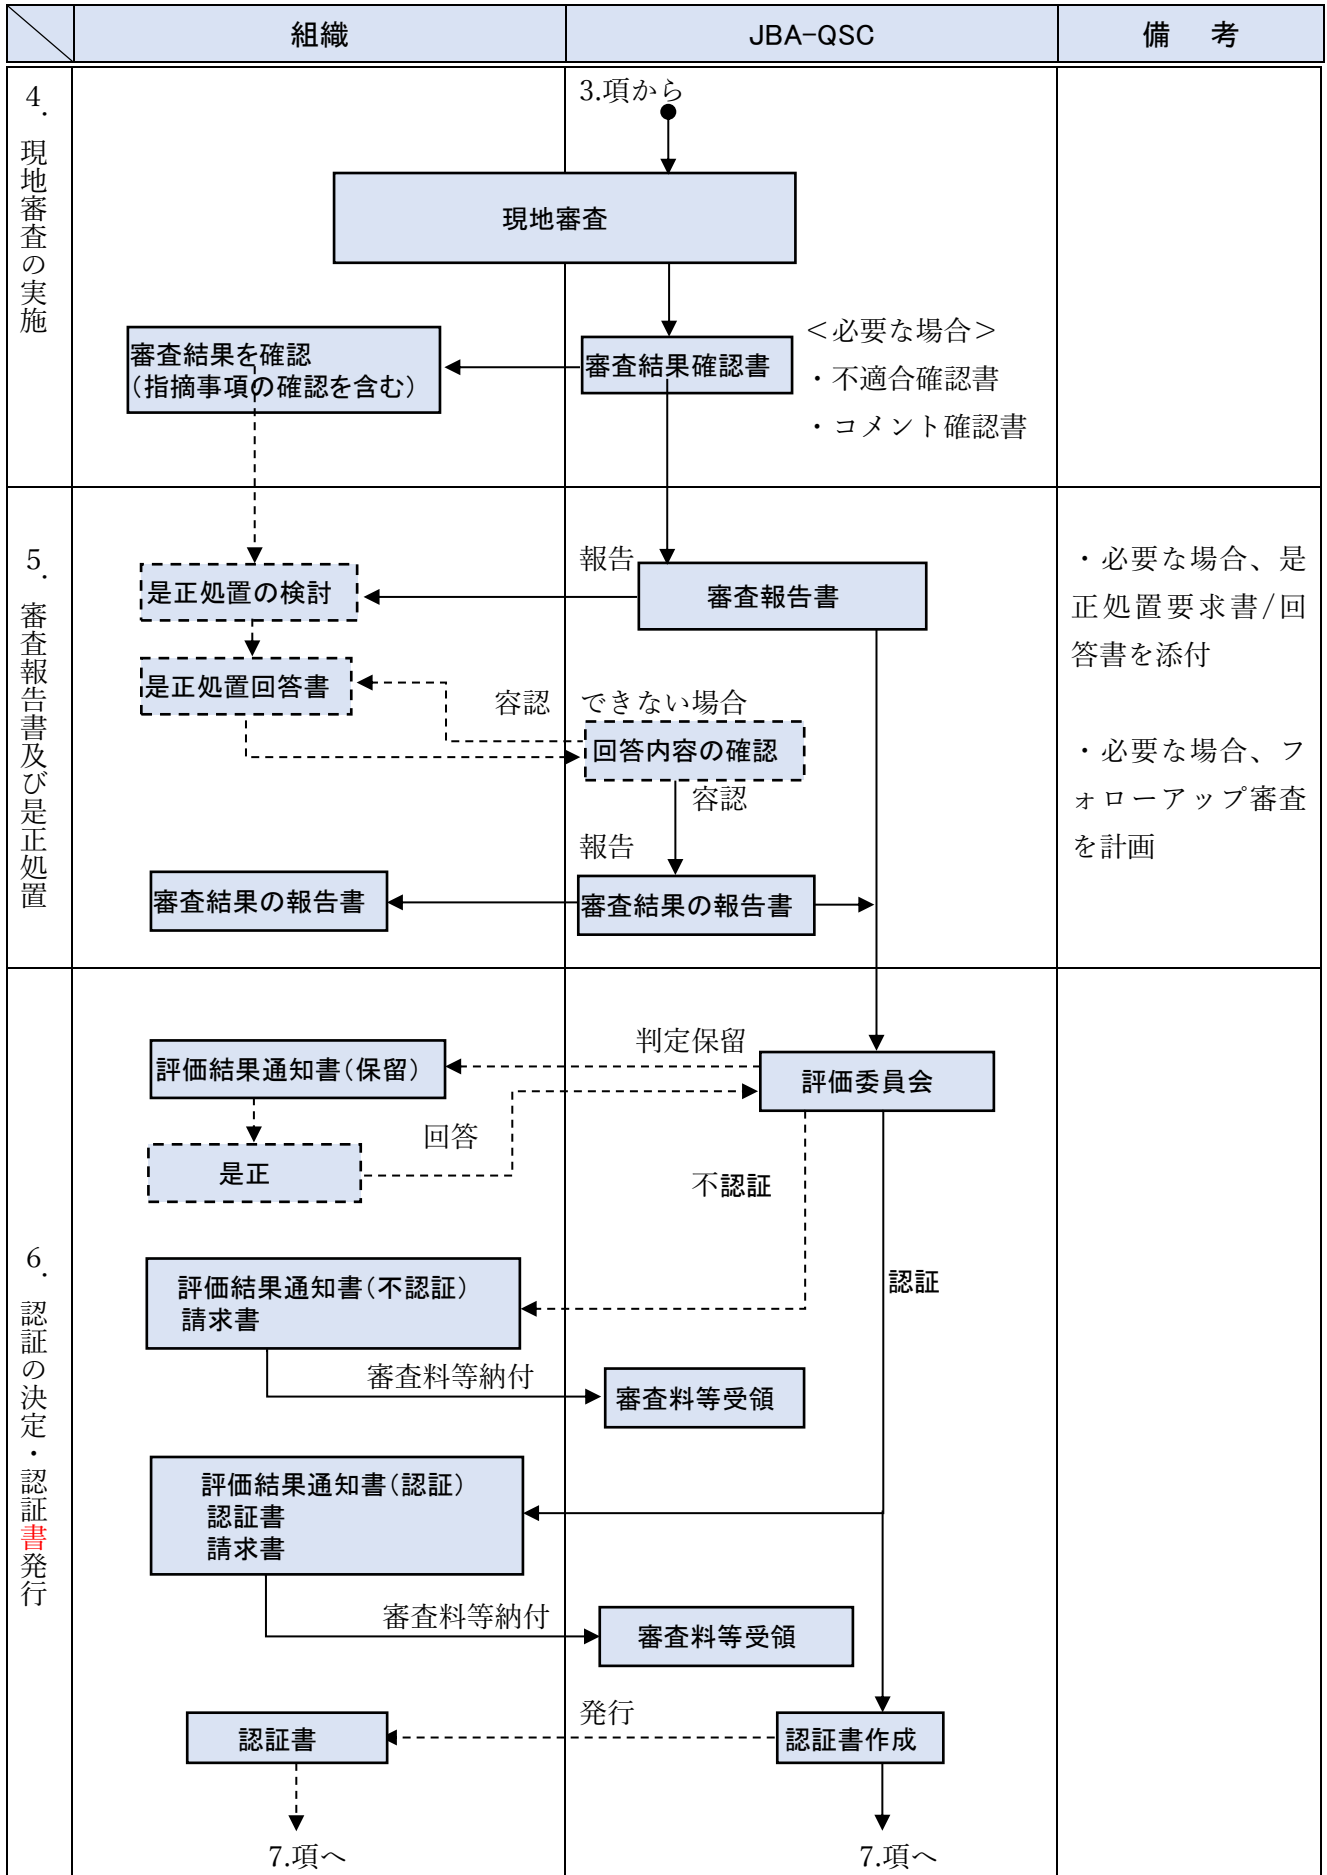 組織
JBA-QSC
備　考
4.　現地審査の実施
3.項から
現地審査
審査結果を確認
(指摘事項の確認を含む)
審査結果確認書
＜必要な場合＞
・不適合確認書
・コメント確認書
5.　審査報告書及び是正処置
報告
是正処置の検討
審査報告書
是正処置回答書
容認　できない場合
回答内容の確認
容認
報告
審査結果の報告書
審査結果の報告書
・必要な場合、是
正処置要求書/回
答書を添付
・必要な場合、フ
ォローアップ審査
を計画
6.　認証の決定・認証書発行
判定保留
評価結果通知書(保留)
評価委員会
回答
是正
不認証
認証
評価結果通知書(不認証)
請求書
審査料等納付
審査料等受領
評価結果通知書(認証)
認証書
請求書
審査料等納付
審査料等受領
発行
認証書
認証書作成
7.項へ
7.項へ